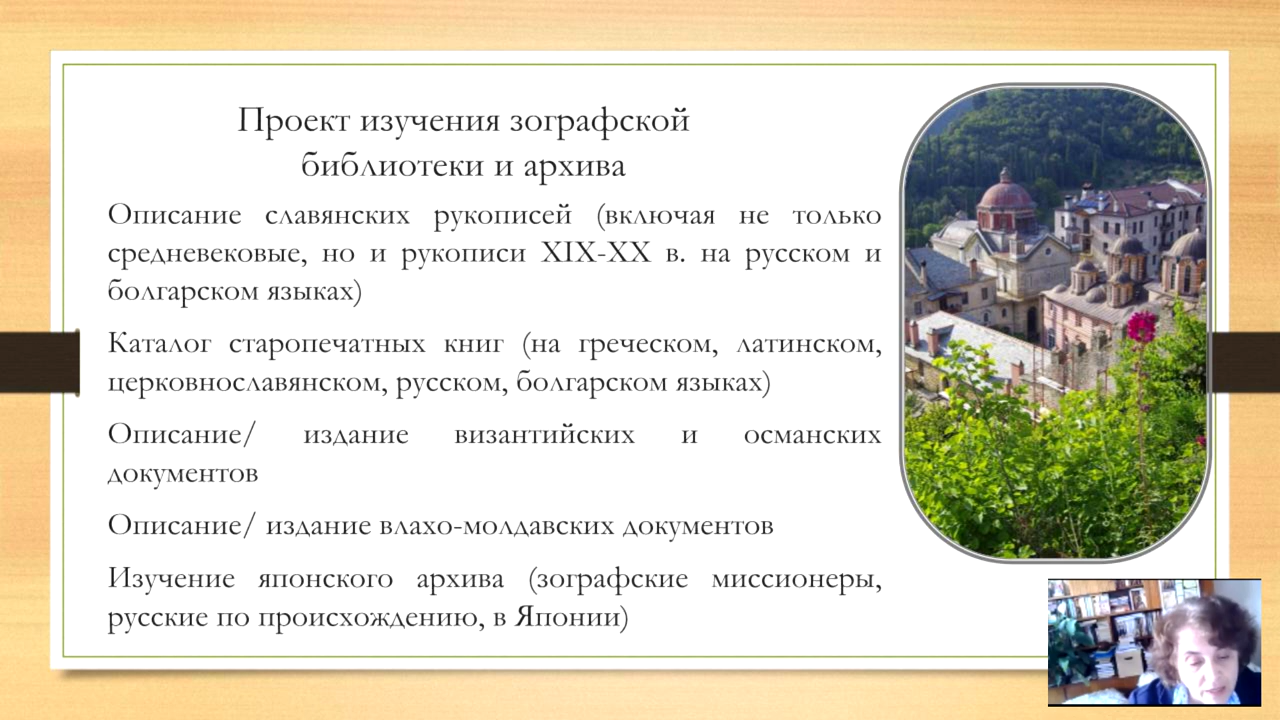 Проект изучения зографской
библиотеки и архива
Описание славянских рукописей (включая не только
средневековые, но и рукописи XIX-XX в. на русском и
болгарском языках)
Каталог старопечатных книг (на греческом, латинском,
церковнославянском, русском, болгарском языках)
Описание/ издание византийских и османских
документов
Описание/ издание влахо-молдавских документов
Изучение японского архива (зографские миссионеры,
русские по происхождению, в Японии)